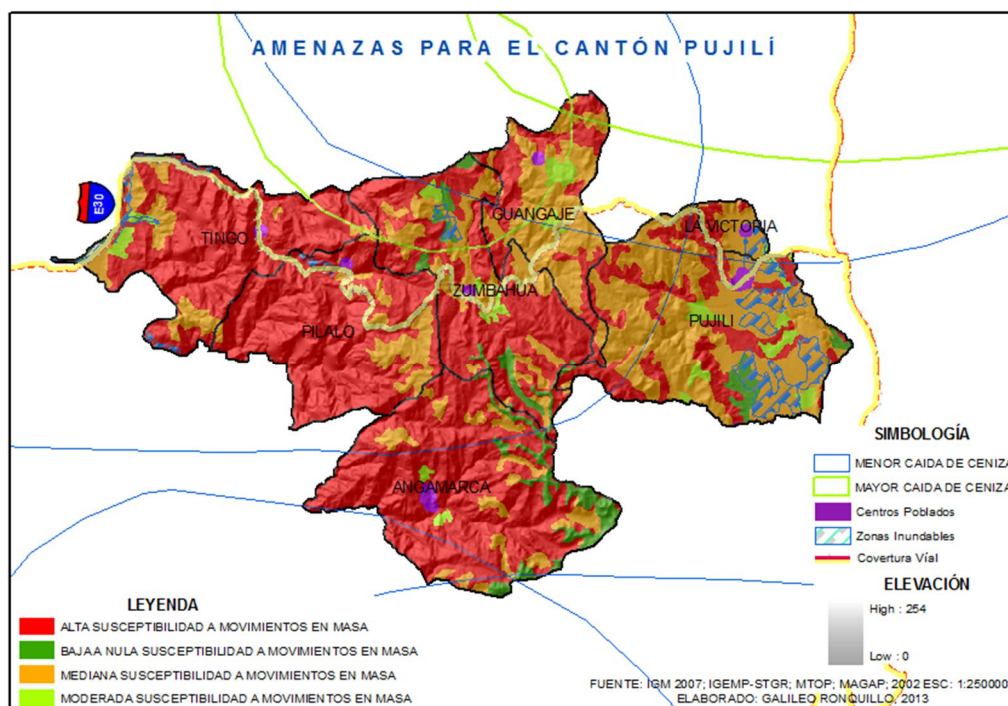 AMENAZAS PARA EL CANTÓN PUJILÍ
E30
GUANGAJE
LA VICTORIA
TINGO
ZUMBAHUA
PILALO
PUJILI
ANGAMARCA
SIMBOLOGÍA
MENOR CAIDA DE CENIZA
MAYOR CAIDA DE CENIZA
Centros Poblados
Zonas Inundables
Covertura Víal
ELEVACIÓN
High : 254
Low : 0
LEYENDA
ALTA SUSCEPTIBILIDAD A MOVIMIENTOS EN MASA
BAJA A NULA SUSCEPTIBILIDAD A MOVIMIENTOS EN MASA
MEDIANA SUSCEPTIBILIDAD A MOVIMIENTOS EN MASA
MODERADA SUSCEPTIBILIDAD A MOVIMIENTOS EN MASA
FUENTE: IGM 2007; IGEMP-STGR; MTOP; MAGAP; 2002 ESC: 1:250000
ELABORADO: GALILEO RONQUILLO, 2013